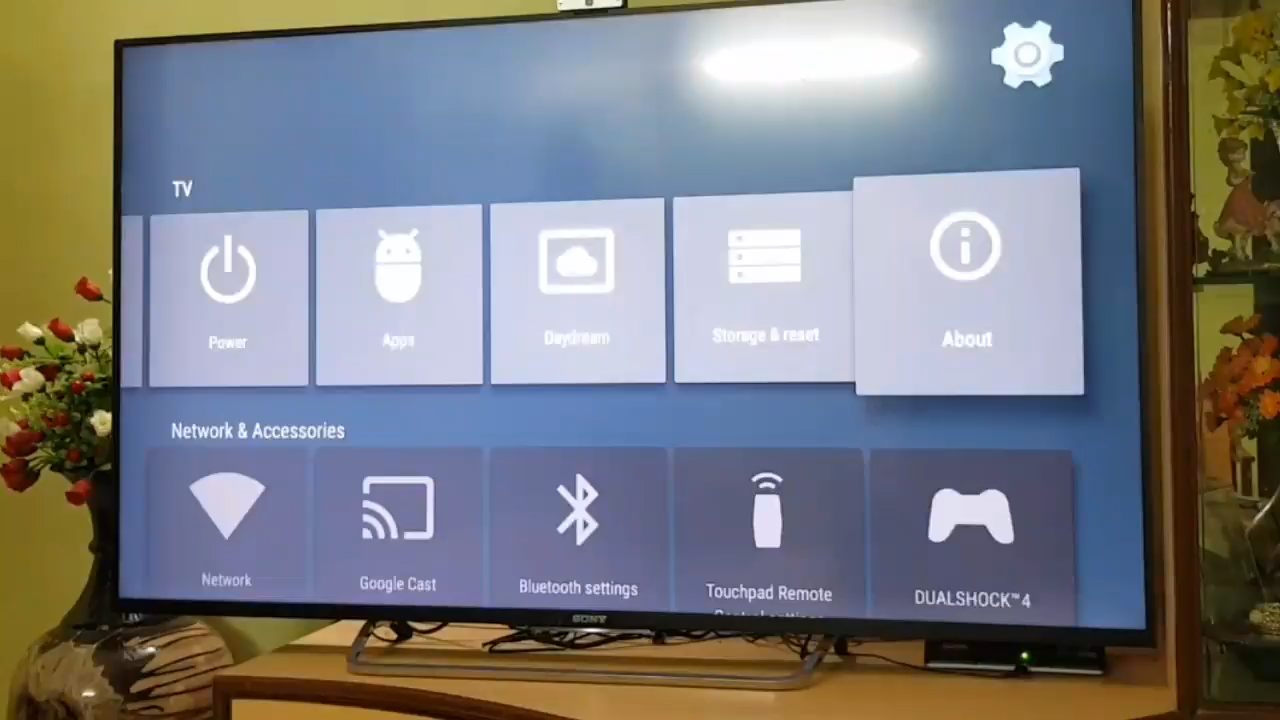 TV
Power
Apps
Daydream
Storage & reset
About
Network & Accessories
Network
Google Cast
Bluetooth settings
Touchpad Remote
DUALSHOCK™4
SONY